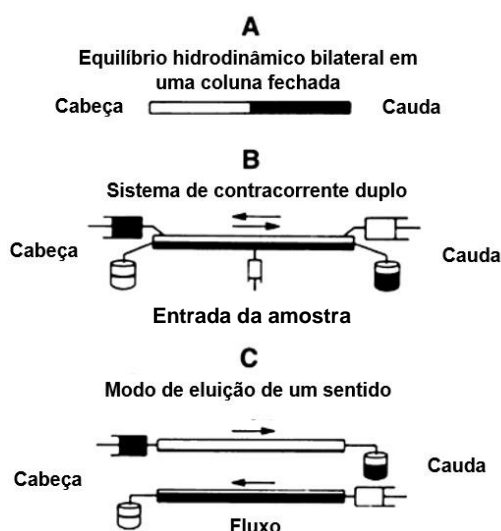 A
Equilíbrio hidrodinâmico bilateral em
uma coluna fechada
Cabeça
Cauda
B
Sistema de contracorrente duplo
Cabeça
Cauda
Entrada da amostra
C
Modo de eluição de um sentido
Cabeça
Cauda
Fluxo